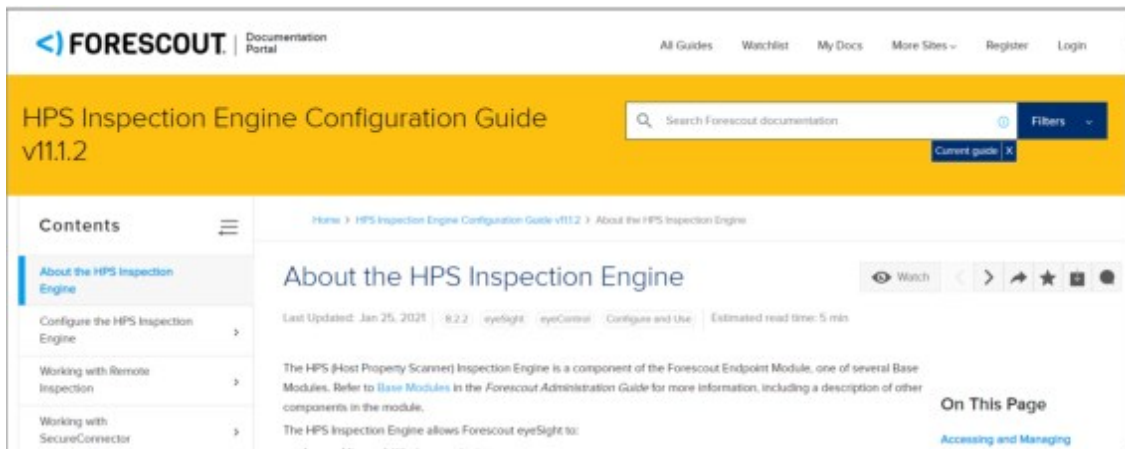 FORESCOUT. | Documentation Portal
All Guides Watchlist My Docs More Sites Register Login
HPS Inspection Engine Configuration Guide
v11.1.2
Search Forescout documentation
Filters
Current guide X
Contents
Home > HPS Inspection Engine Configuration Guide v11.1.2 > About the HPS Inspection Engine
About the HPS Inspection
Engine
Configure the HPS Inspection
Engine
Working with Remote
Inspection
Working with
SecureConnector
About the HPS Inspection Engine
Watch
Last Updated: Jan 25, 2021 8.2.2 eyeSight eyeControl Configure and Use Estimated read time: 5 min
The HPS (Host Property Scanner) Inspection Engine is a component of the Forescout Endpoint Module, one of several Base
Modules. Refer to Base Modules in the Forescout Administration Guide for more information, including a description of other
components in the module.
The HPS Inspection Engine allows Forescout eyeSight to:
On This Page
Accessing and Managing